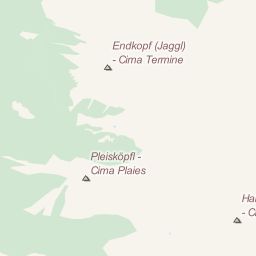 Endkopf (Jaggl)
- Cima Termine
Pleisköpfl -
Cima Plaies